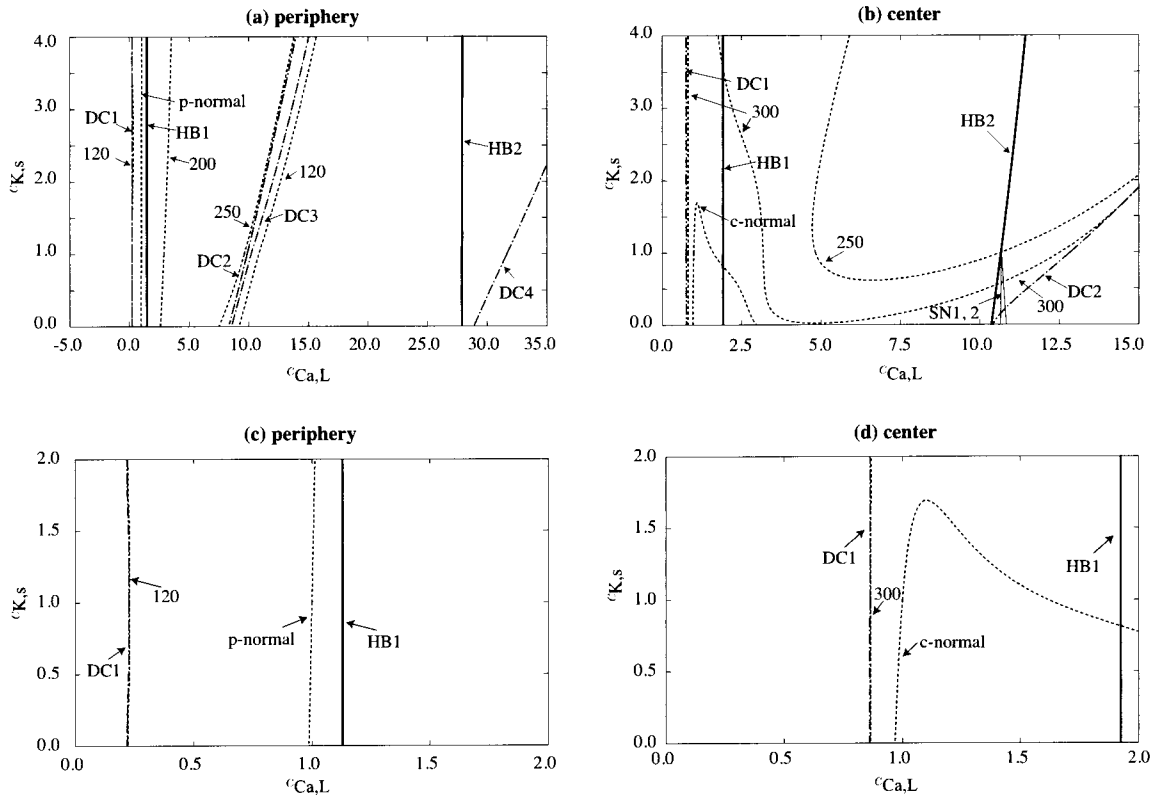 (a) periphery
4.0
3.0
2.0
1.0
0.0
cK,s
-5.0 0.0 5.0 10.0 15.0 20.0 25.0 30.0 35.0
cCa,L
DC1
120
p-normal
HB1
200
250
DC2
120
DC3
HB2
DC4
(b) center
4.0
3.0
2.0
1.0
0.0
cK,s
0.0 2.5 5.0 7.5 10.0 12.5 15.0
cCa,L
DC1
300
HB1
c-normal
250
HB2
SN1, 2
300
DC2
(c) periphery
2.0
1.5
1.0
0.5
0.0
cK,s
0.0 0.5 1.0 1.5 2.0
cCa,L
120
DC1
p-normal
HB1
(d) center
2.0
1.5
1.0
0.5
0.0
cK,s
0.0 0.5 1.0 1.5 2.0
cCa,L
DC1
300
c-normal
HB1